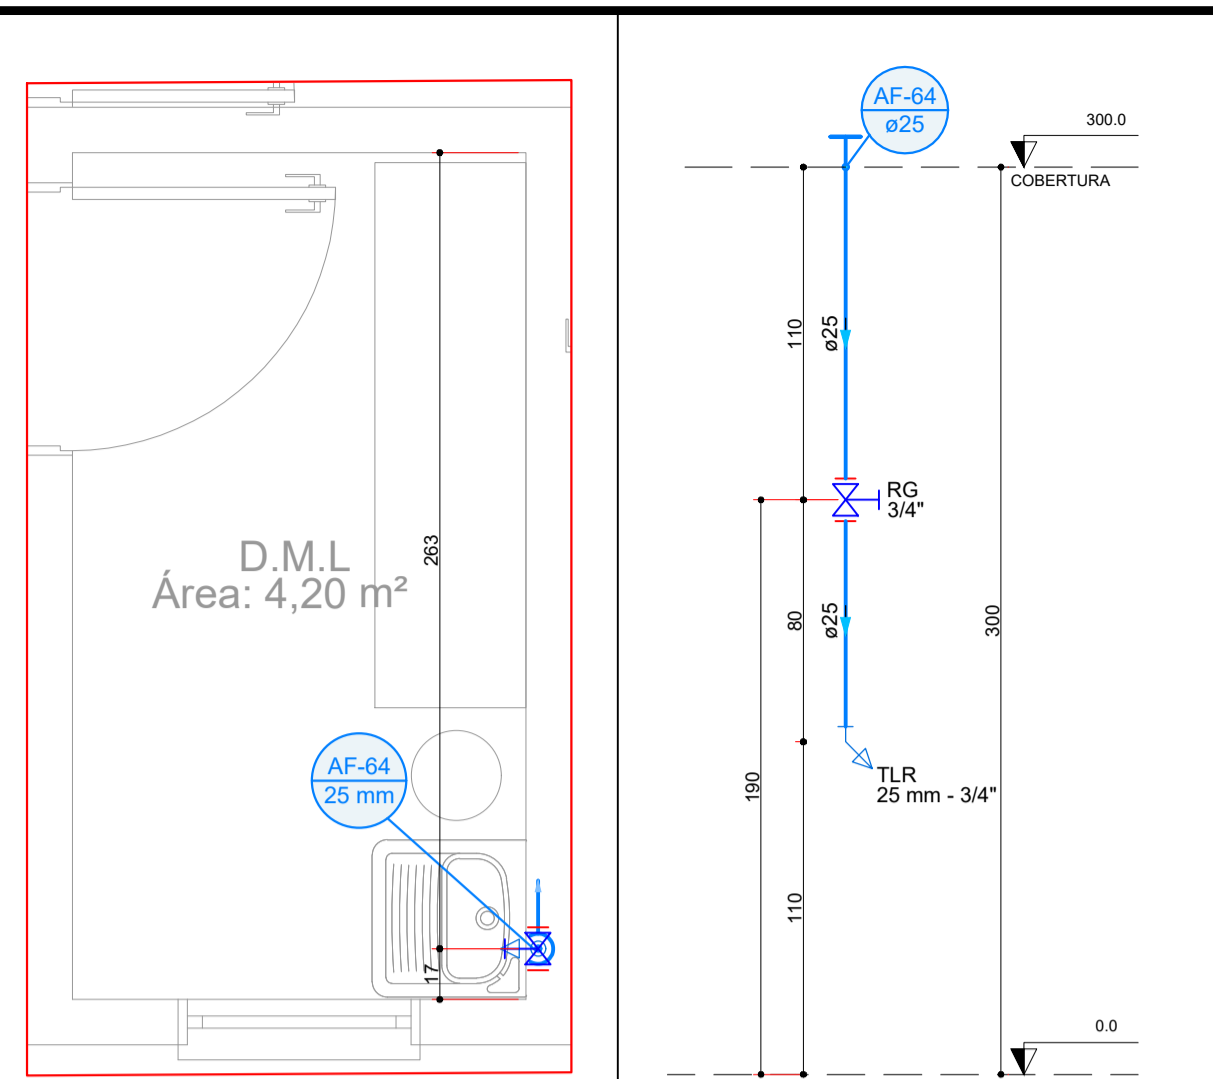 263
D.M.L
Área: 4,20 m²
AF-64
25 mm
17
AF-64
ø25
300.0
COBERTURA
110
ø25
RG
3/4"
80
ø25
300
TLR
25 mm - 3/4"
190
110
0.0